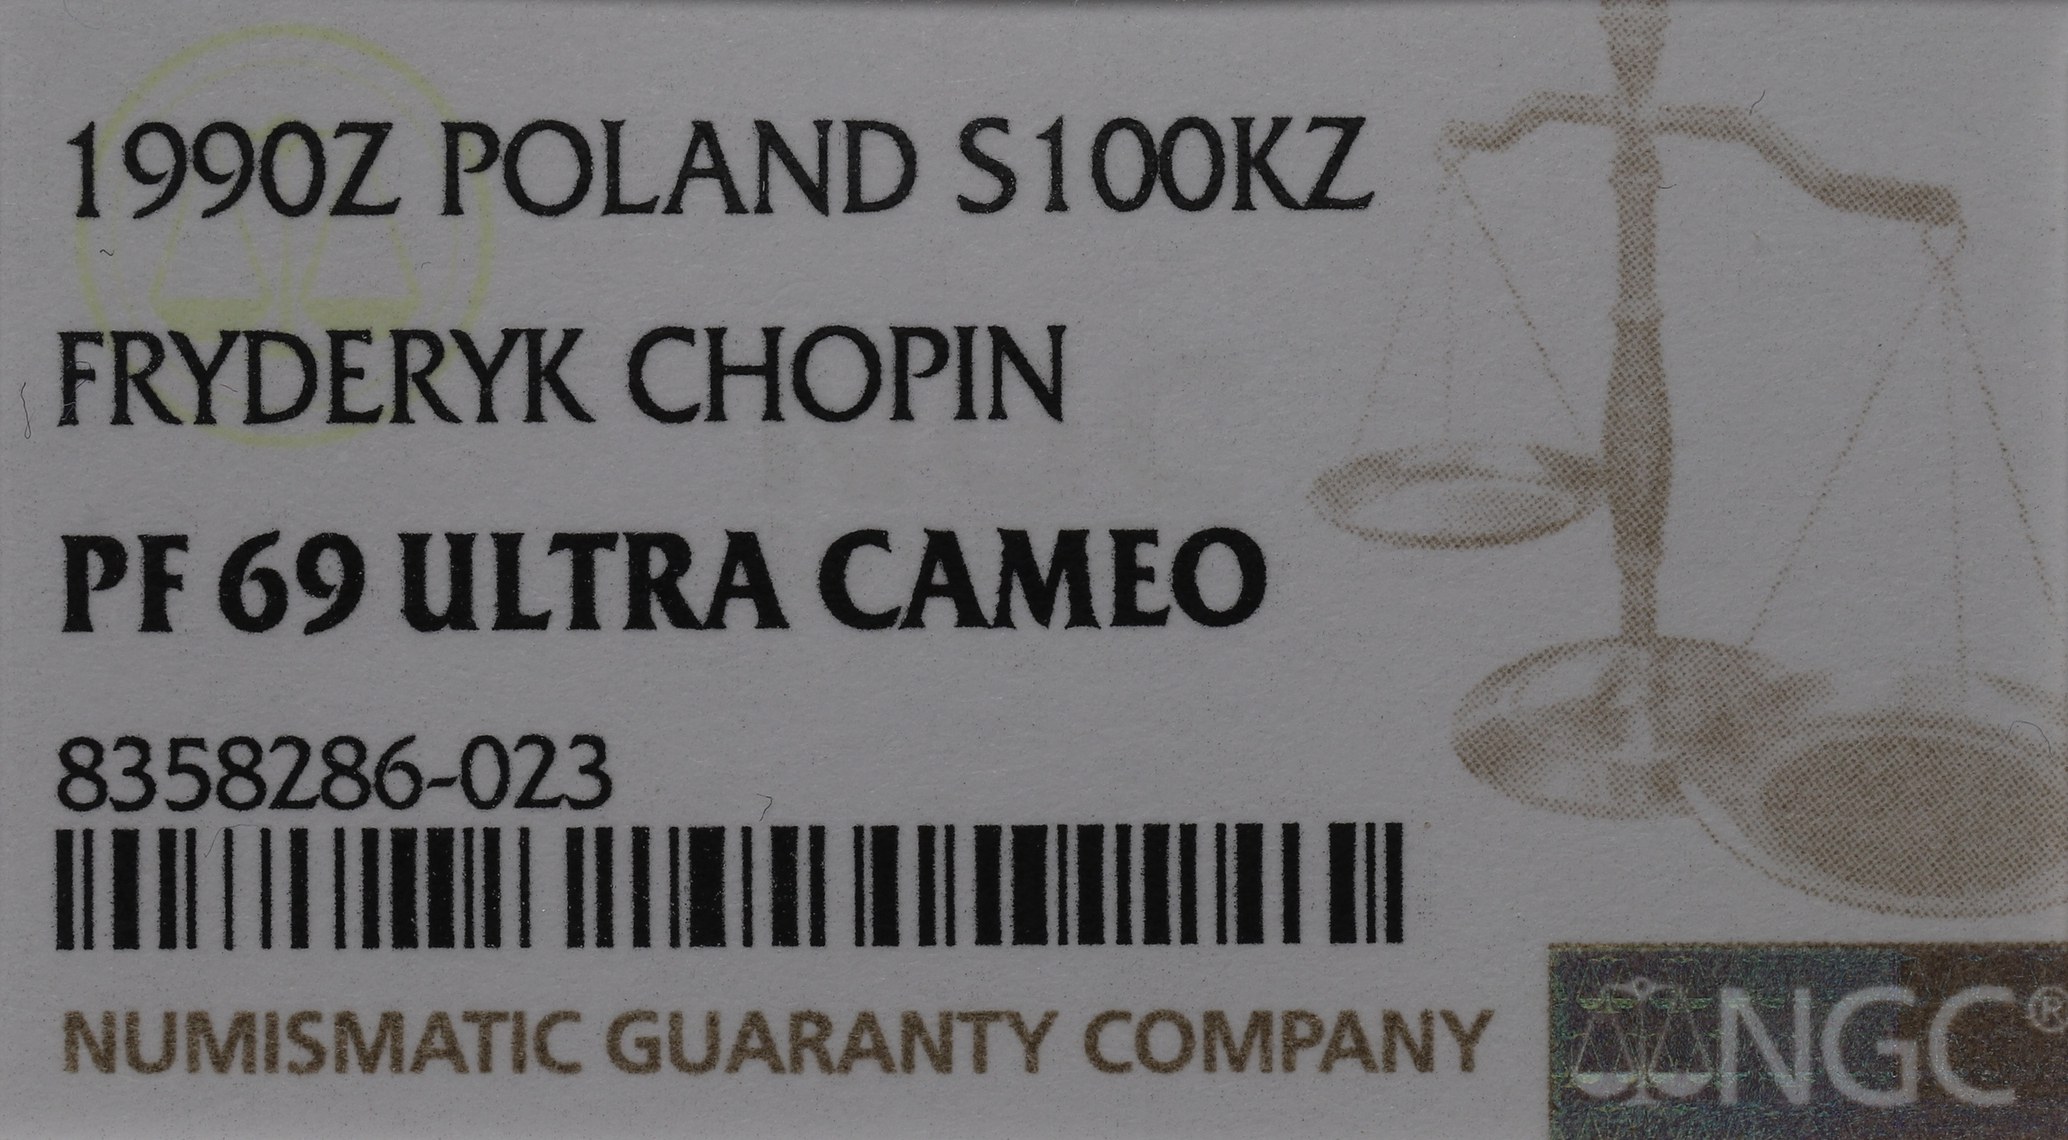 1990Z POLAND S100KZ
FRYDERYK CHOPIN
PF 69 ULTRA CAMEO
8358286-023
NUMISMATIC GUARANTY COMPANY
NGC®